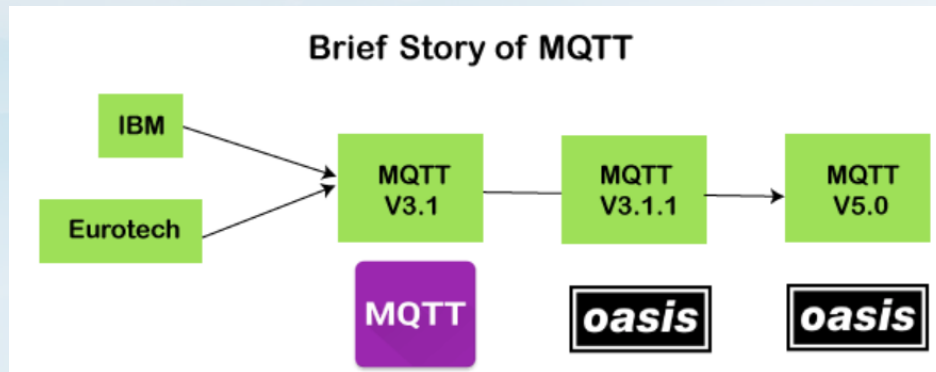 Brief Story of MQTT
IBM
Eurotech
MQTT
V3.1
MQTT
V3.1.1
MQTT
V5.0
MQTT
oasis
oasis